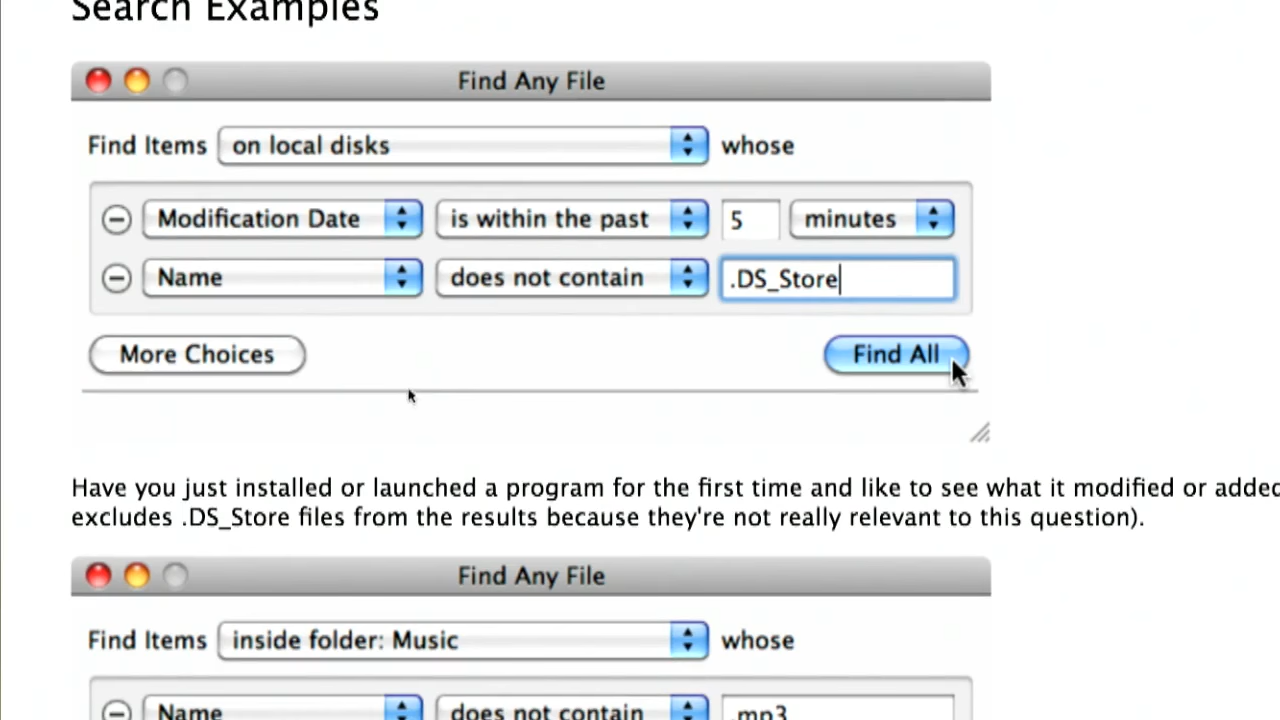 Search Examples
Find Any File
Find Items on local disks whose
Modification Date is within the past 5 minutes
Name does not contain .DS_Store
More Choices Find All
Have you just installed or launched a program for the first time and like to see what it modified or added
excludes .DS_Store files from the results because they're not really relevant to this question).
Find Any File
Find Items inside folder: Music whose
Name does not contain .mp3